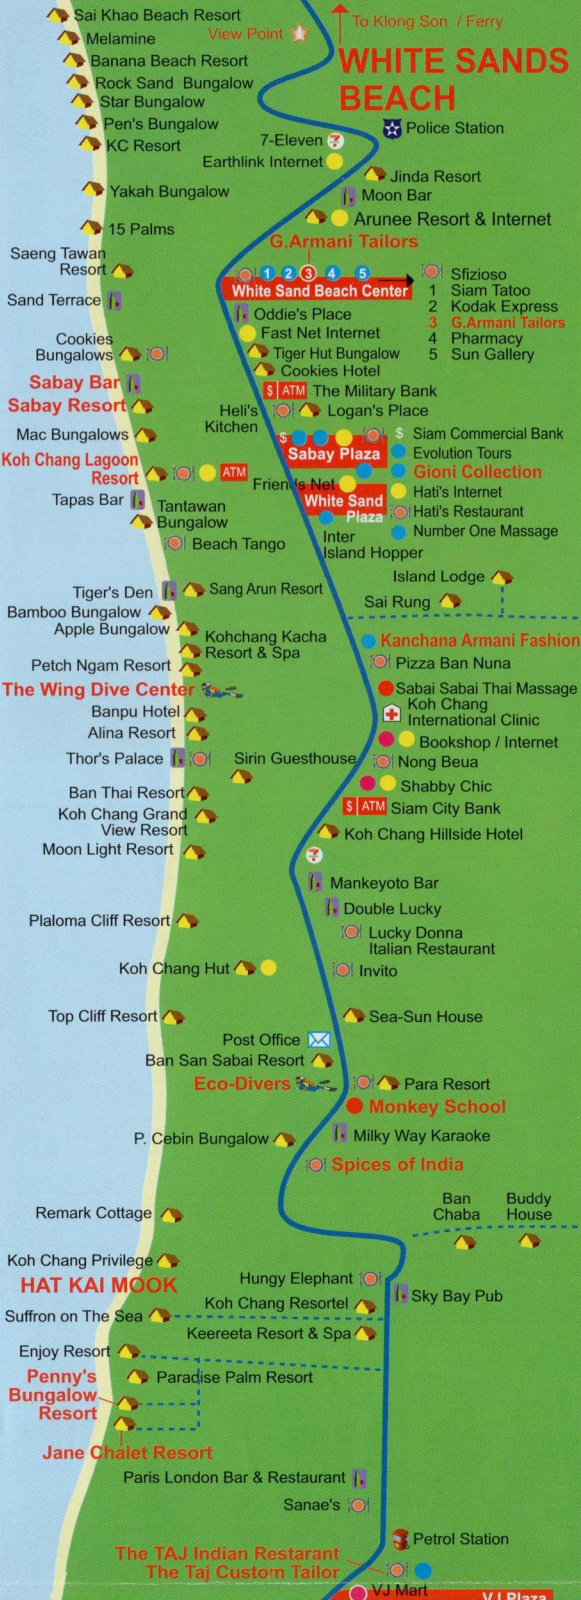 Sai Khao Beach Resort
View Point
To Klong Son / Ferry
Melamine
WHITE SANDS
BEACH
Banana Beach Resort
Rock Sand Bungalow
Star Bungalow
Pen's Bungalow
Police Station
KC Resort
7-Eleven
Earthlink Internet
Jinda Resort
Yakah Bungalow
Moon Bar
Arunee Resort & Internet
15 Palms
G.Armani Tailors
Saeng Tawan
Resort
1 2 3 4 5
White Sand Beach Center
Sfizioso
1 Siam Tatoo
2 Kodak Express
3 G.Armani Tailors
4 Pharmacy
5 Sun Gallery
Sand Terrace
Oddie's Place
Fast Net Internet
Cookies
Bungalows
Tiger Hut Bungalow
Cookies Hotel
Sabay Bar
$ ATM The Military Bank
Sabay Resort
Heli's
Kitchen
Logan's Place
Mac Bungalows
$
Sabay Plaza
$ Siam Commercial Bank
Evolution Tours
Gioni Collection
Hati's Internet
Hati's Restaurant
Number One Massage
Koh Chang Lagoon
Resort
ATM
Friends Net
White Sand
Plaza
Tapas Bar
Tantawan
Bungalow
Inter
Island Hopper
Beach Tango
Island Lodge
Tiger's Den
Sang Arun Resort
Sai Rung
Bamboo Bungalow
Apple Bungalow
Kohchang Kacha
Resort & Spa
Kanchana Armani Fashion
Petch Ngam Resort
Pizza Ban Nuna
The Wing Dive Center
Sabai Sabai Thai Massage
Banpu Hotel
Koh Chang
International Clinic
Alina Resort
Bookshop / Internet
Thor's Palace
Sirin Guesthouse
Nong Beua
Ban Thai Resort
Shabby Chic
Koh Chang Grand
View Resort
$ ATM Siam City Bank
Koh Chang Hillside Hotel
Moon Light Resort
7
Mankeyoto Bar
Double Lucky
Plaloma Cliff Resort
Lucky Donna
Italian Restaurant
Koh Chang Hut
Invito
Top Cliff Resort
Sea-Sun House
Post Office
Ban San Sabai Resort
Eco-Divers
Para Resort
Monkey School
P. Cebin Bungalow
Milky Way Karaoke
Spices of India
Remark Cottage
Ban
Chaba
Buddy
House
Koh Chang Privilege
Hungy Elephant
HAT KAI MOOK
Sky Bay Pub
Koh Chang Resortel
Suffron on The Sea
Keereeta Resort & Spa
Enjoy Resort
Penny's
Bungalow
Resort
Paradise Palm Resort
Jane Chalet Resort
Paris London Bar & Restaurant
Sanae's
Petrol Station
The TAJ Indian Restarant
The Taj Custom Tailor
VJ Mart
VJ Plaza